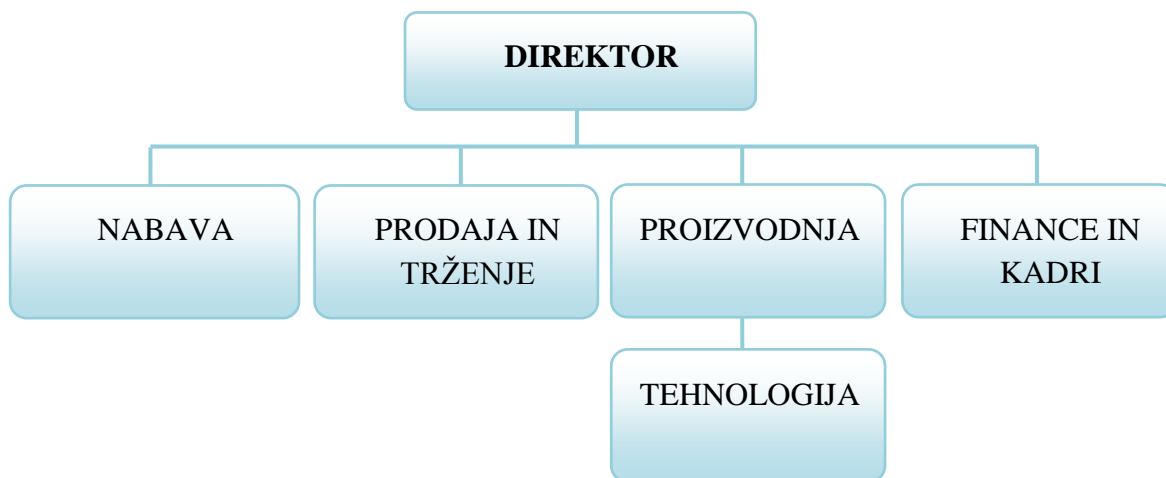 DIREKTOR
NABAVA
PRODAJA IN
TRŽENJE
PROIZVODNJA
FINANCE IN
KADRI
TEHNOLOGIJA